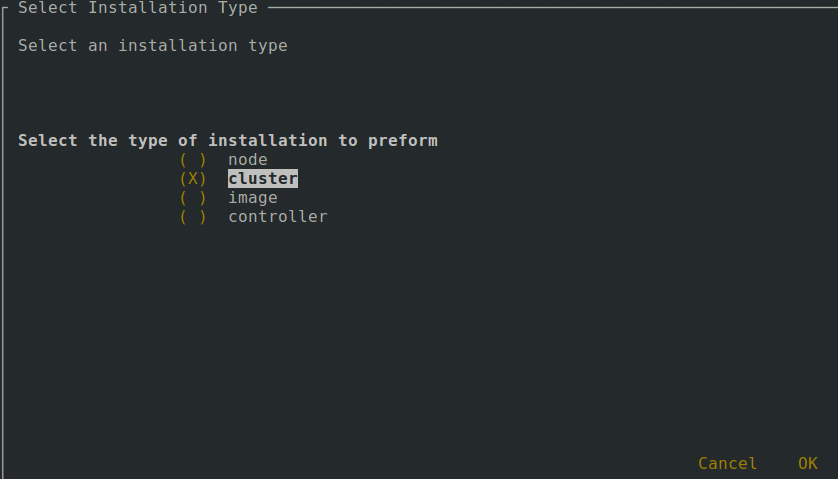 Select Installation Type
Select an installation type
Select the type of installation to preform
( ) node
(X) cluster
( ) image
( ) controller
Cancel OK